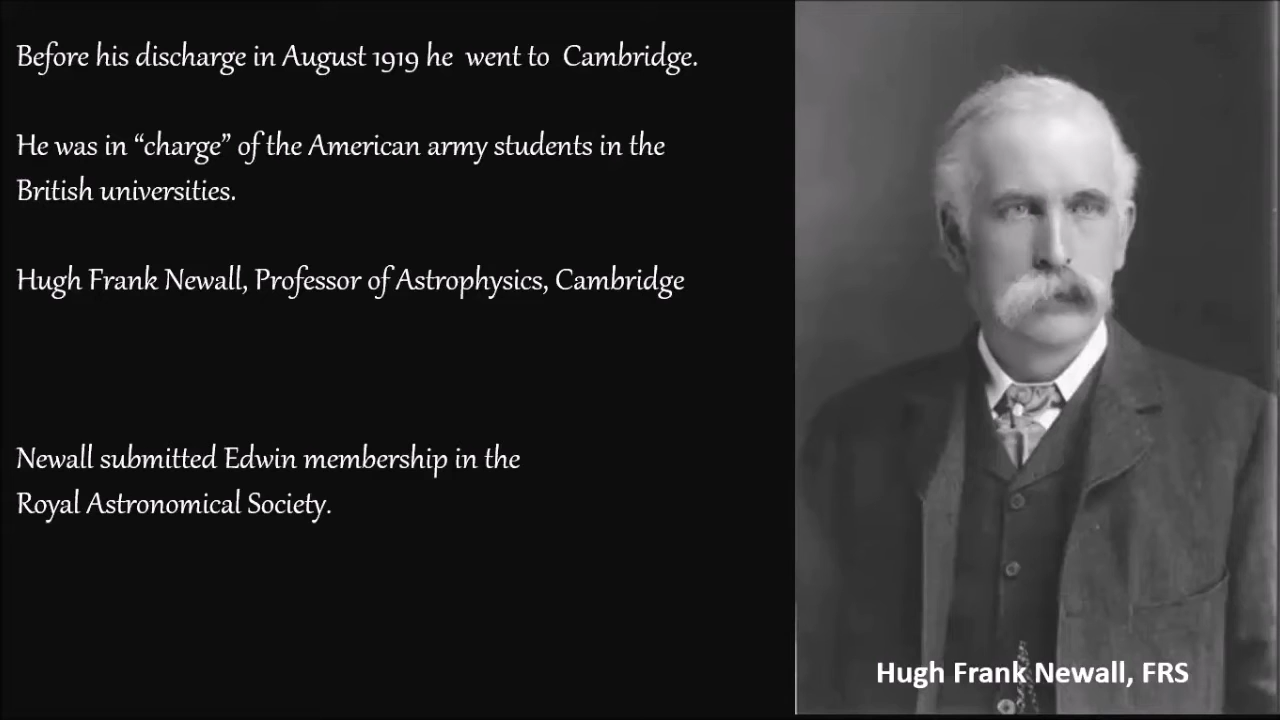 Before his discharge in August 1919 he went to Cambridge.
He was in “charge” of the American army students in the
British universities.
Hugh Frank Newall, Professor of Astrophysics, Cambridge
Newall submitted Edwin membership in the
Royal Astronomical Society.
Hugh Frank Newall, FRS